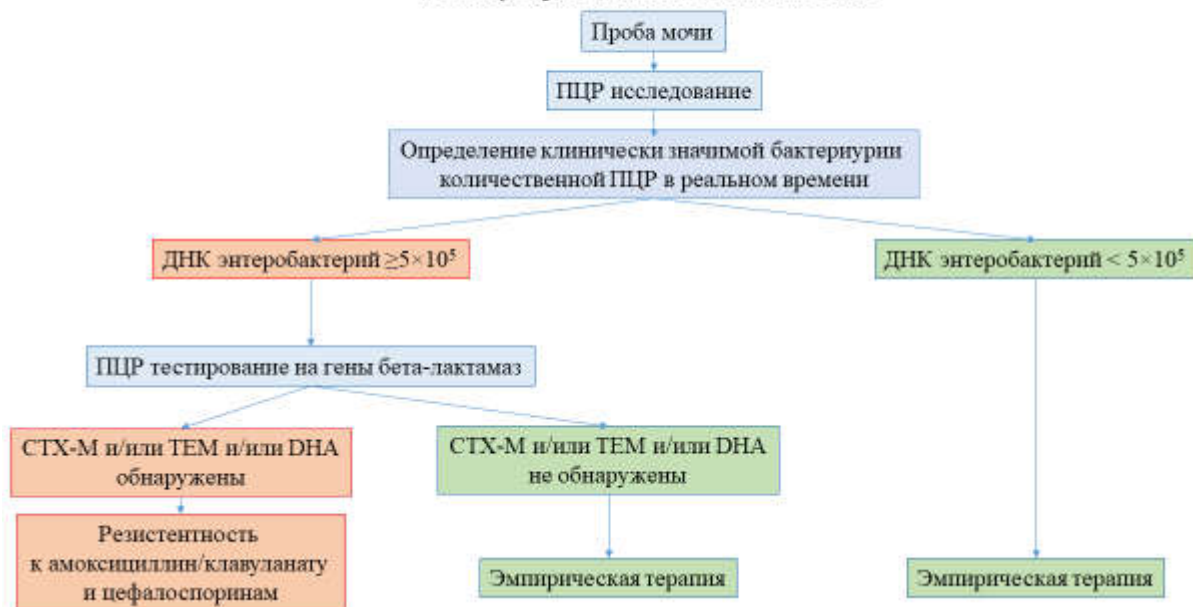 Проба мочи
ПЦР исследование
Определение клинически значимой бактериурии
количественной ПЦР в реальном времени
ДНК энтеробактерий ≥5×10⁵
ДНК энтеробактерий < 5×10⁵
ПЦР тестирование на гены бета-лактамаз
CTX-M и/или TEM и/или DHA
обнаружены
CTX-M и/или TEM и/или DHA
не обнаружены
Резистентность
к амоксициллин/клавуланату
и цефалоспоринам
Эмпирическая терапия
Эмпирическая терапия